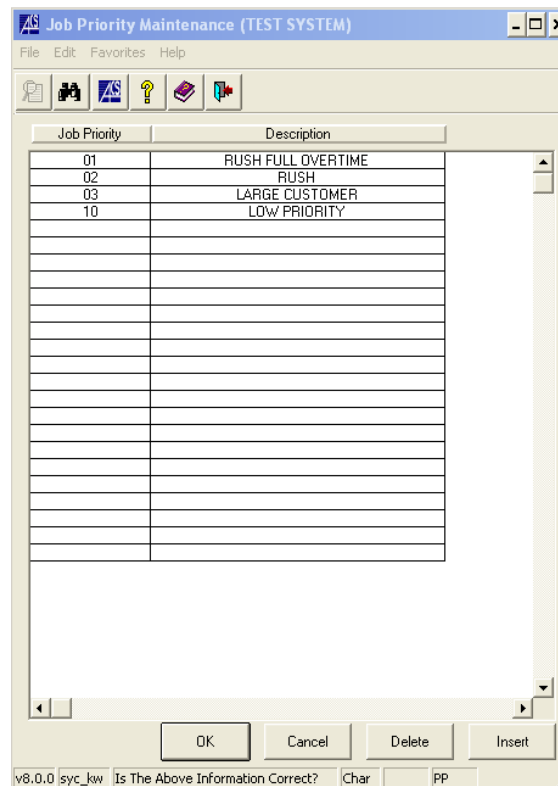 Job Priority Maintenance (TEST SYSTEM)
File Edit Favorites Help
Job Priority Description
01 RUSH FULL OVERTIME
02 RUSH
03 LARGE CUSTOMER
10 LOW PRIORITY
OK Cancel Delete Insert
v8.0.0 syc_kw Is The Above Information Correct? Char PP